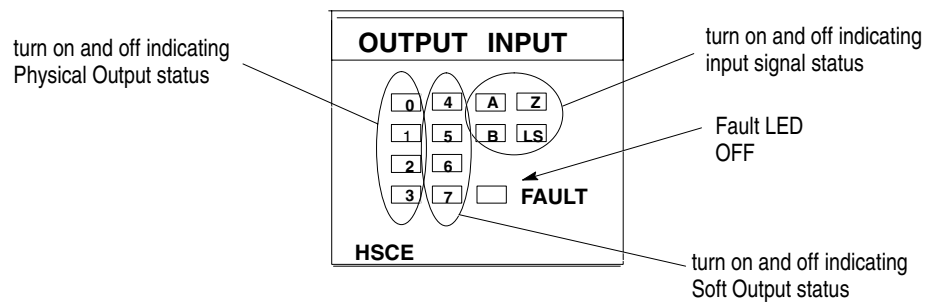 turn on and off indicating
Physical Output status
OUTPUT INPUT
turn on and off indicating
input signal status
0 4 A Z
1 5 B LS
2 6
3 7 FAULT
Fault LED
OFF
HSCE
turn on and off indicating
Soft Output status